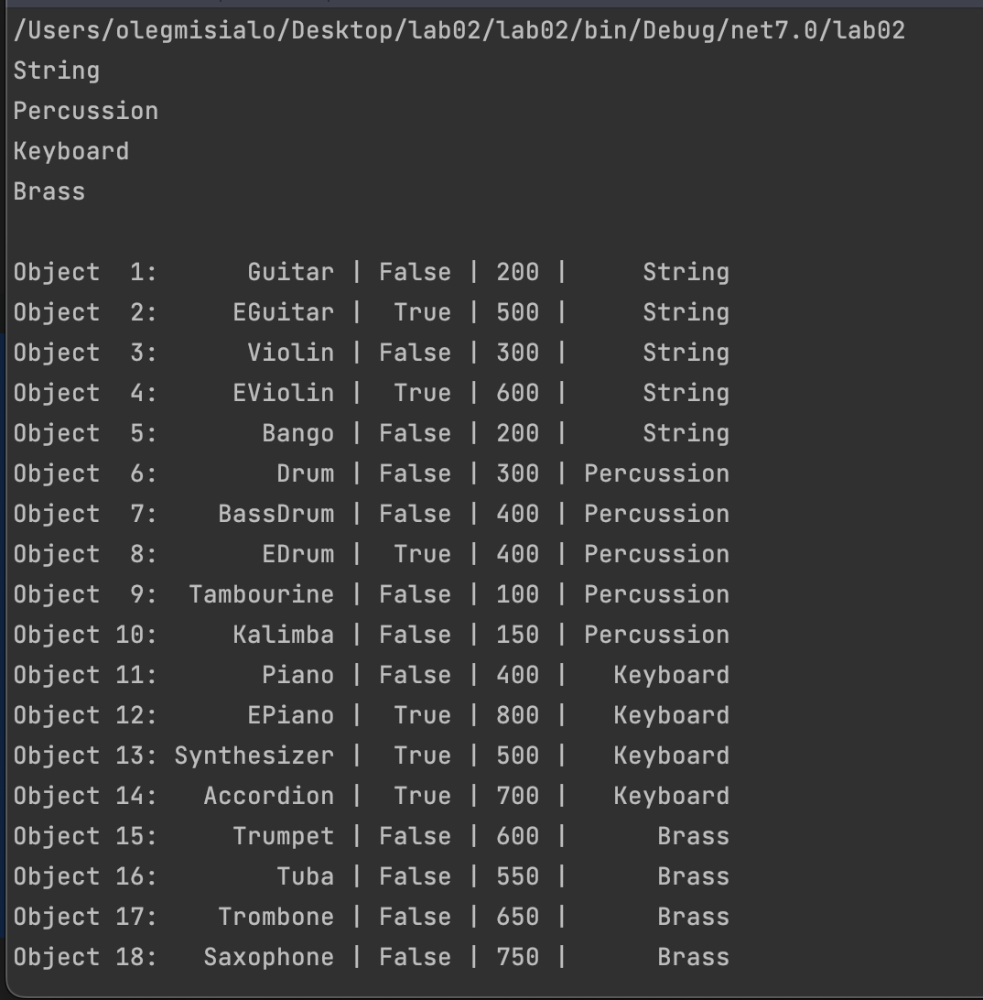 /Users/olegmisialo/Desktop/lab02/lab02/bin/Debug/net7.0/lab02
String
Percussion
Keyboard
Brass

Object  1:      Guitar | False | 200 |     String
Object  2:     EGuitar |  True | 500 |     String
Object  3:      Violin | False | 300 |     String
Object  4:     EViolin |  True | 600 |     String
Object  5:       Bango | False | 200 |     String
Object  6:        Drum | False | 300 | Percussion
Object  7:    BassDrum | False | 400 | Percussion
Object  8:       EDrum |  True | 400 | Percussion
Object  9:  Tambourine | False | 100 | Percussion
Object 10:     Kalimba | False | 150 | Percussion
Object 11:       Piano | False | 400 |   Keyboard
Object 12:      EPiano |  True | 800 |   Keyboard
Object 13: Synthesizer |  True | 500 |   Keyboard
Object 14:   Accordion |  True | 700 |   Keyboard
Object 15:     Trumpet | False | 600 |      Brass
Object 16:        Tuba | False | 550 |      Brass
Object 17:    Trombone | False | 650 |      Brass
Object 18:   Saxophone | False | 750 |      Brass